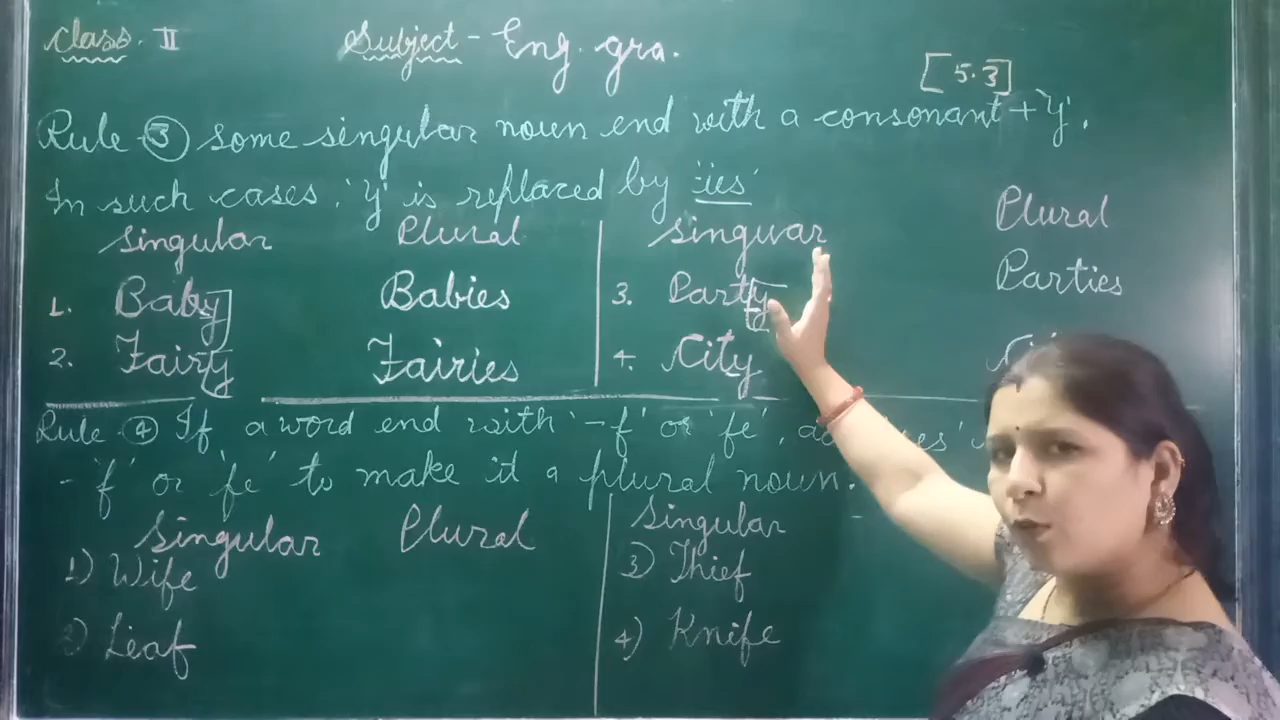 Class. II Subject - Eng. gra.
[5.3]
Rule - ③ some singular noun end with a consonant + 'y'.
In such cases, 'y' is replaced by '-ies'
Singular Plural Singuar Plural
1. Baby Babies 3. Party Parties
2. Fairy Fairies 4. City
Rule - ④ If a word end with '-f' or 'fe',
- 'f' or 'fe' to make it a plural noun.
Singular Plural Singular
1) Wife 3) Thief
2) Leaf 4) Knife